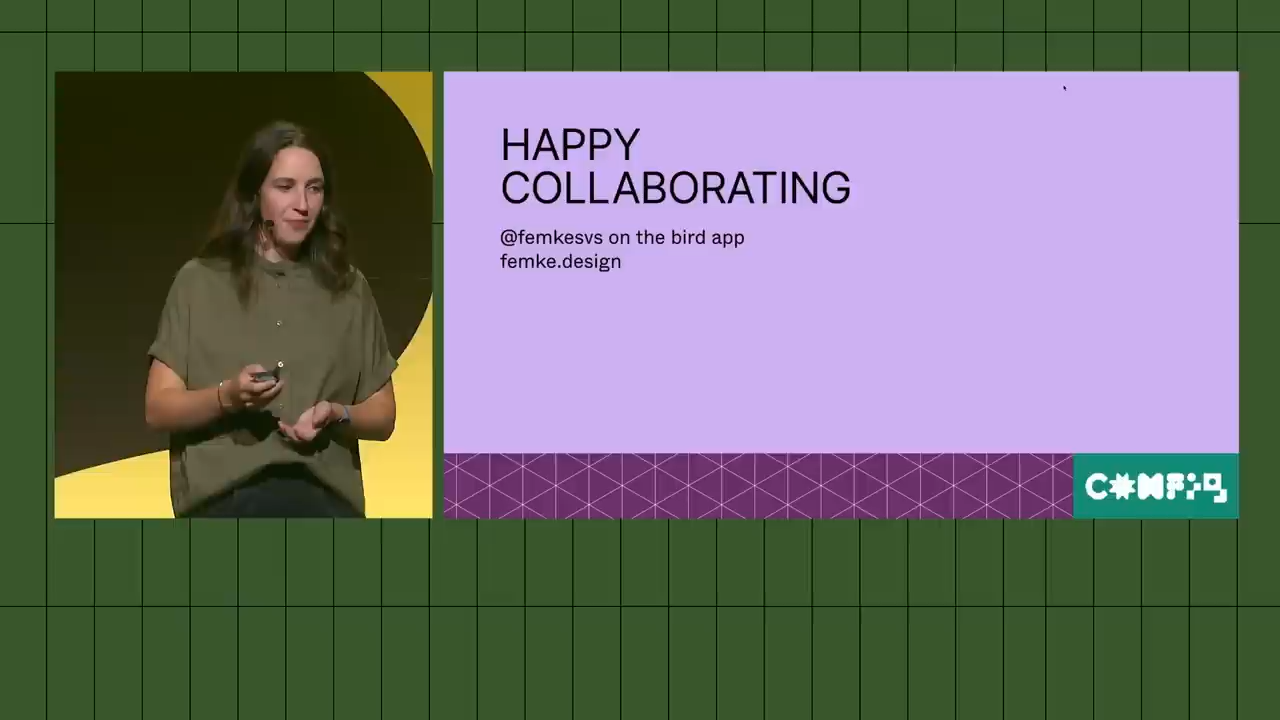 HAPPY
COLLABORATING
@femkesvs on the bird app
femke.design
CONFIG